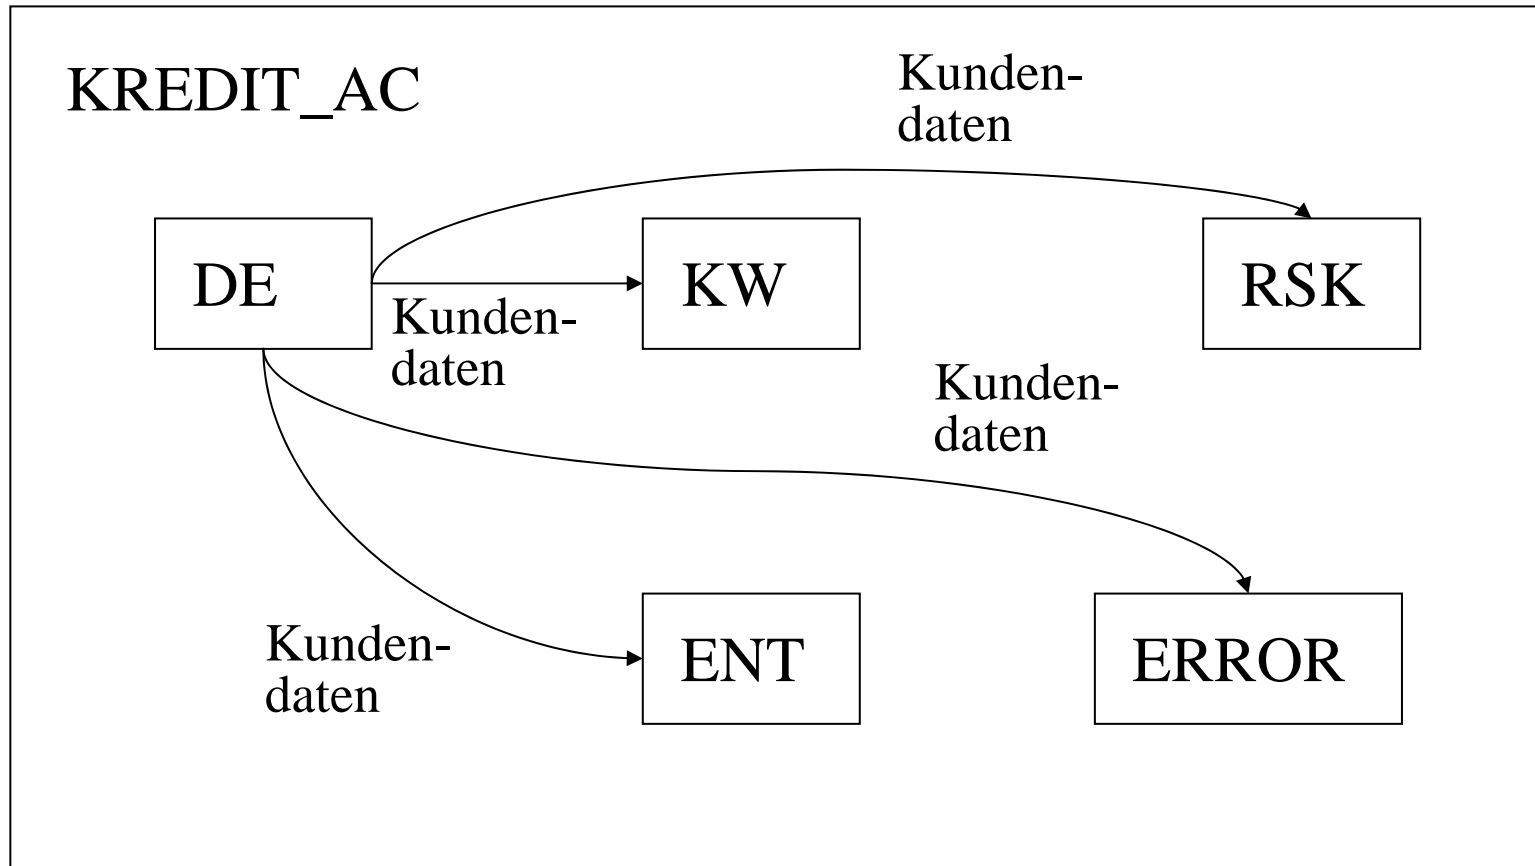 KREDIT_AC
Kunden-
daten
DE
KW
RSK
Kunden-
daten
Kunden-
daten
Kunden-
daten
ENT
ERROR